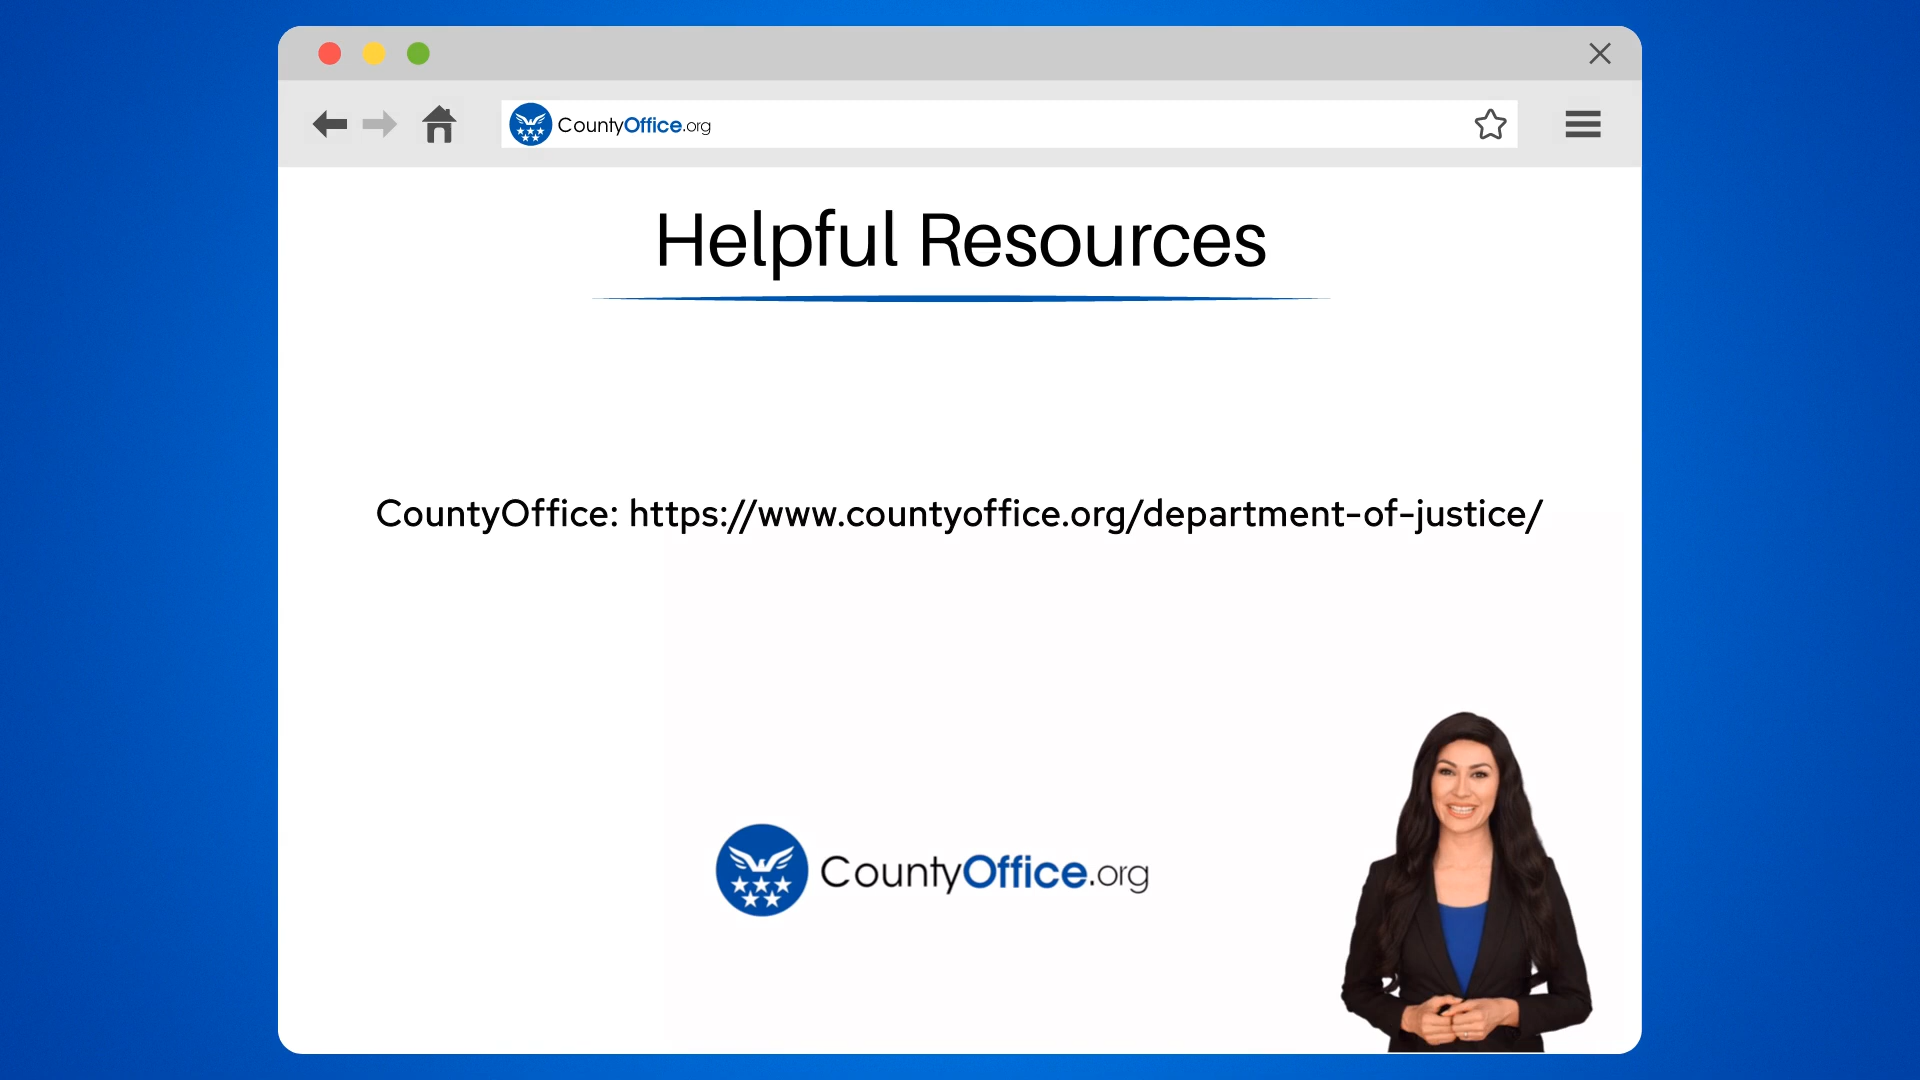 CountyOffice.org
Helpful Resources
CountyOffice: https://www.countyoffice.org/department-of-justice/
CountyOffice.org